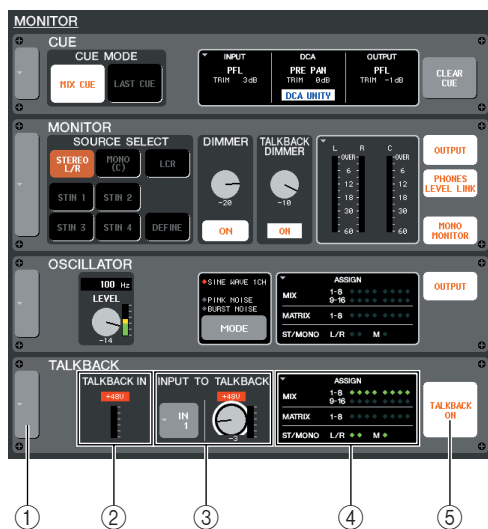 MONITOR
CUE
CUE MODE
MIX CUE
LAST CUE
INPUT
PFL
TRIM 3dB
DCA
PRE PAN
TRIM 0dB
DCA UNITY
OUTPUT
PFL
TRIM -1dB
CLEAR
CUE
MONITOR
SOURCE SELECT
STEREO
L/R
MONO
(C)
LCR
STIN 1
STIN 2
STIN 3
STIN 4
DEFINE
DIMMER
-20
ON
TALKBACK
DIMMER
-10
ON
L R C
OVER OVER
6 6
12 12
18 18
30 30
60 60
OUTPUT
PHONES
LEVEL LINK
MONO
MONITOR
OSCILLATOR
100 Hz
LEVEL
-14
SINE WAVE 1CH
PINK NOISE
BURST NOISE
MODE
ASSIGN
MIX 1-8
9-16
MATRIX 1-8
ST/MONO L/R M
OUTPUT
TALKBACK
TALKBACK IN
+48V
INPUT TO TALKBACK
IN
1
+48V
-3
ASSIGN
MIX 1-8
9-16
MATRIX 1-8
ST/MONO L/R M
TALKBACK
ON
① ② ③ ④ ⑤